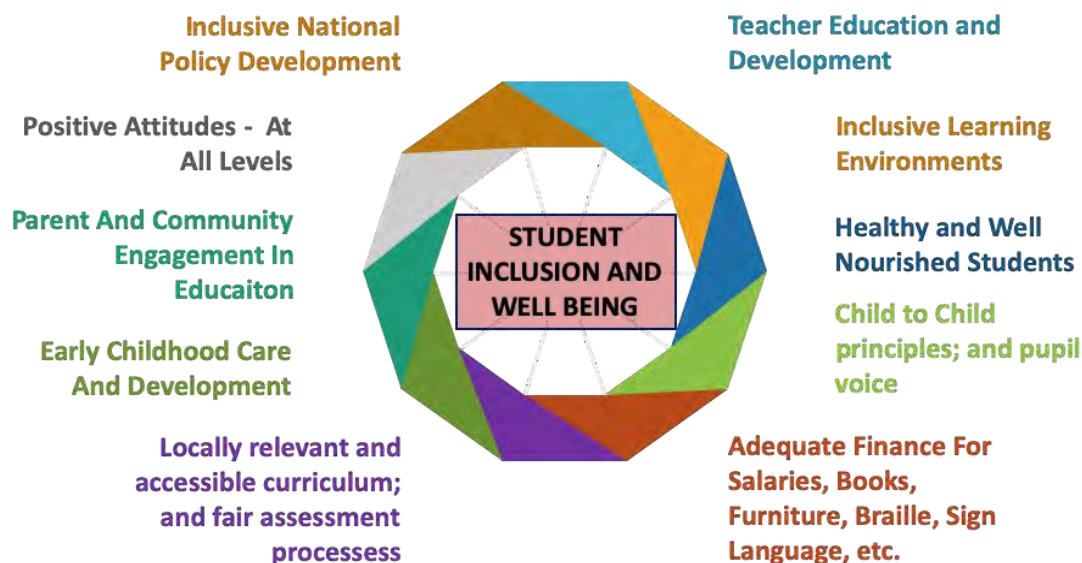 Inclusive National
Policy Development
Teacher Education and
Development
Positive Attitudes - At
All Levels
Inclusive Learning
Environments
Parent And Community
Engagement In
Educaiton
STUDENT
INCLUSION AND
WELL BEING
Healthy and Well
Nourished Students
Child to Child
principles; and pupil
voice
Early Childhood Care
And Development
Locally relevant and
accessible curriculum;
and fair assessment
processess
Adequate Finance For
Salaries, Books,
Furniture, Braille, Sign
Language, etc.